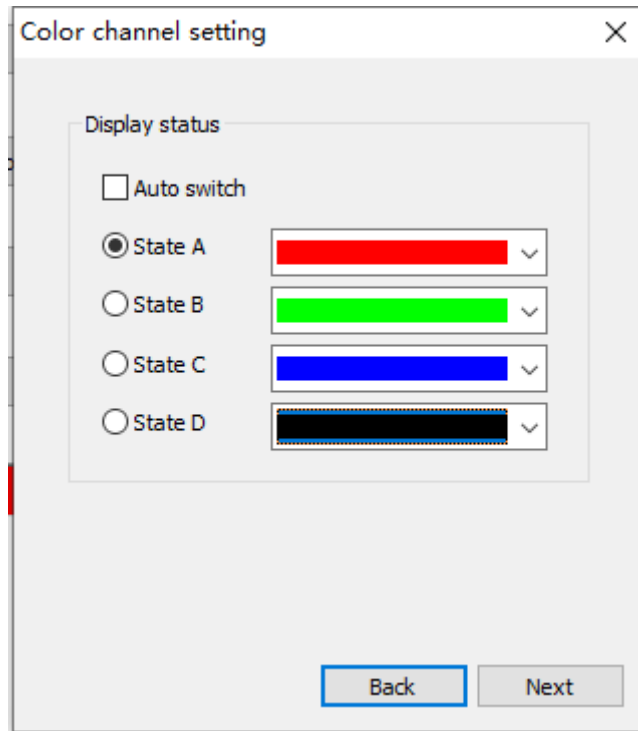 Color channel setting
Display status
Auto switch
State A
State B
State C
State D
Back Next